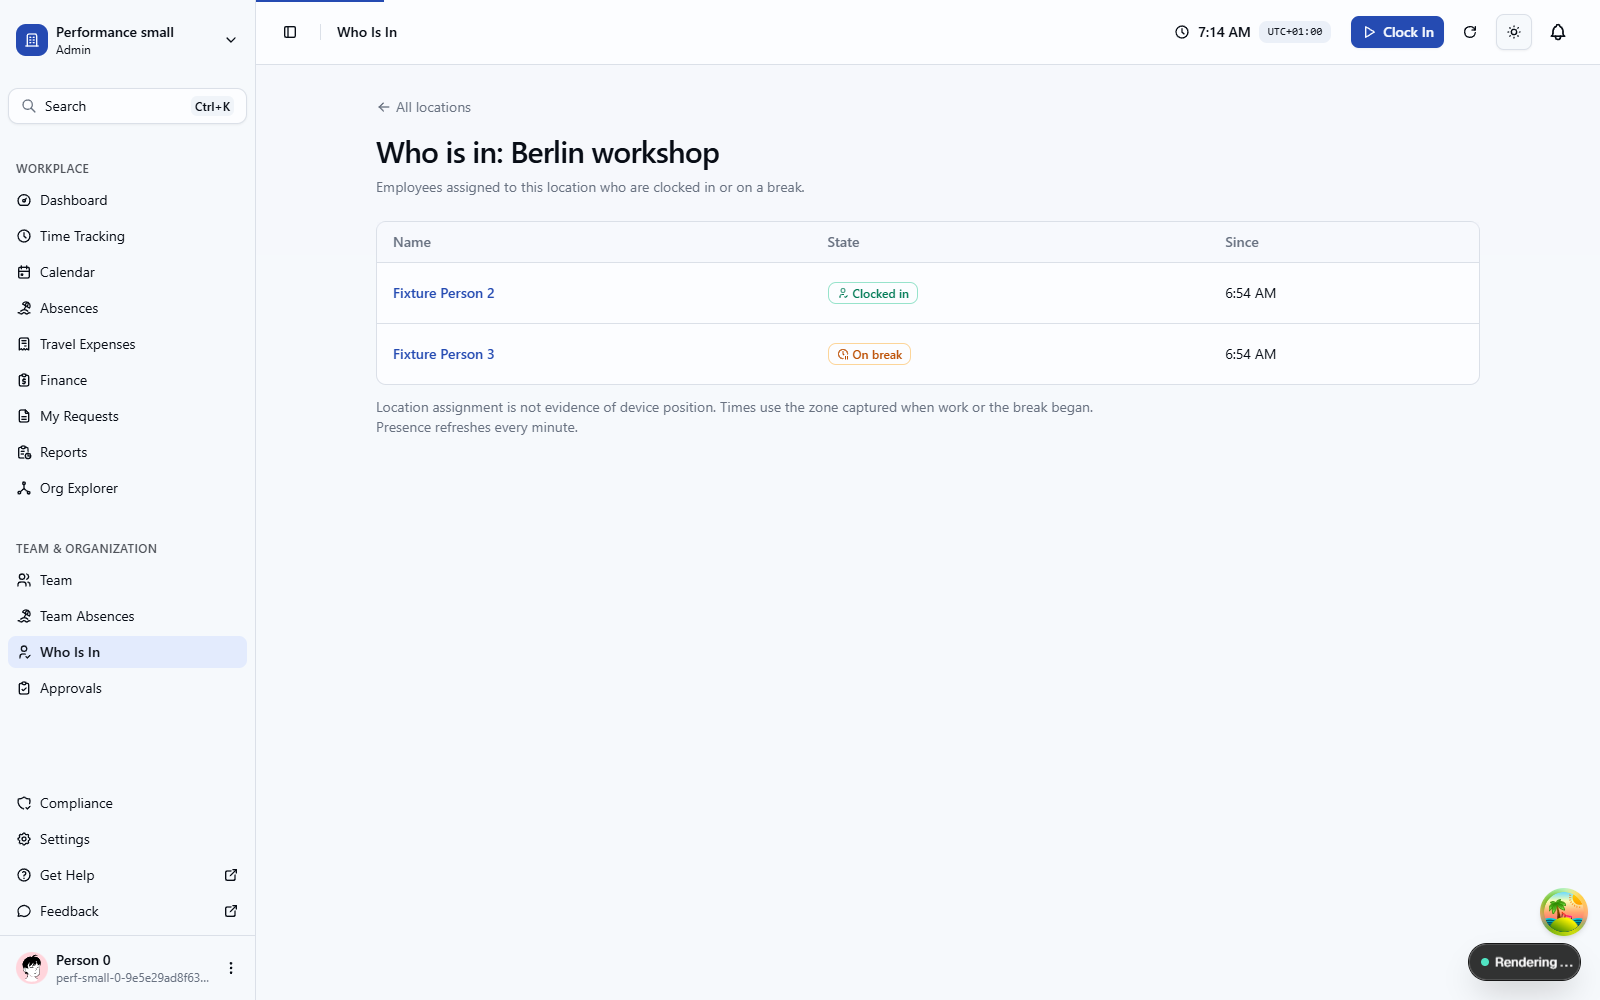 Performance small
Admin
Search
Ctrl+K
WORKPLACE
Dashboard
Time Tracking
Calendar
Absences
Travel Expenses
Finance
My Requests
Reports
Org Explorer
TEAM & ORGANIZATION
Team
Team Absences
Who Is In
Approvals
Compliance
Settings
Get Help
Feedback
Person 0
perf-small-0-9e5e29ad8f63...
Who Is In
7:14 AM
UTC+01:00
Clock In
All locations
Who is in: Berlin workshop
Employees assigned to this location who are clocked in or on a break.
Name State Since
Fixture Person 2 Clocked in 6:54 AM
Fixture Person 3 On break 6:54 AM
Location assignment is not evidence of device position. Times use the zone captured when work or the break began.
Presence refreshes every minute.
Rendering ...